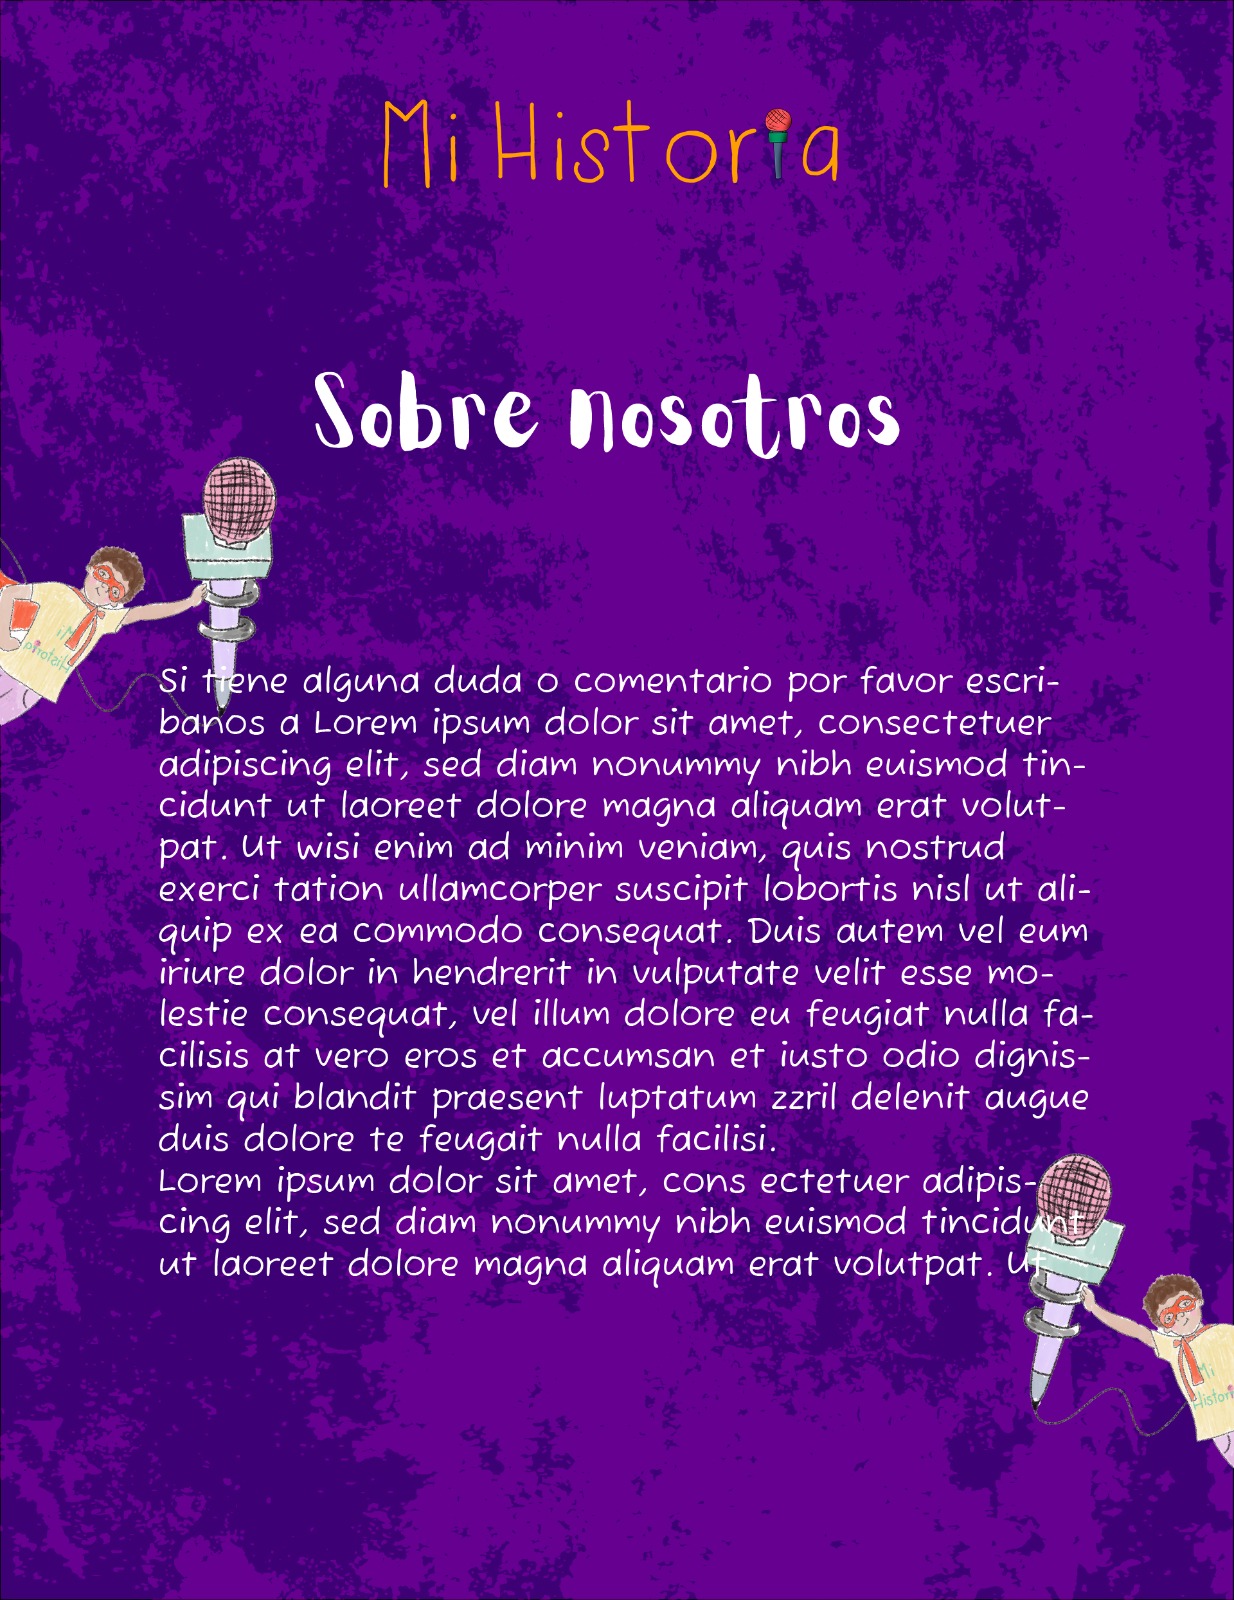 Mi Historia
Sobre nosotros
Mi
Historia
Si tiene alguna duda o comentario por favor escri-
banos a Lorem ipsum dolor sit amet, consectetuer
adipiscing elit, sed diam nonummy nibh euismod tin-
cidunt ut laoreet dolore magna aliquam erat volut-
pat. Ut wisi enim ad minim veniam, quis nostrud
exerci tation ullamcorper suscipit lobortis nisl ut ali-
quip ex ea commodo consequat. Duis autem vel eum
iriure dolor in hendrerit in vulputate velit esse mo-
lestie consequat, vel illum dolore eu feugiat nulla fa-
cilisis at vero eros et accumsan et iusto odio dignis-
sim qui blandit praesent luptatum zzril delenit augue
duis dolore te feugait nulla facilisi.
Lorem ipsum dolor sit amet, cons ectetuer adipis-
cing elit, sed diam nonummy nibh euismod tincidunt
ut laoreet dolore magna aliquam erat volutpat. Ut
Mi
Histori